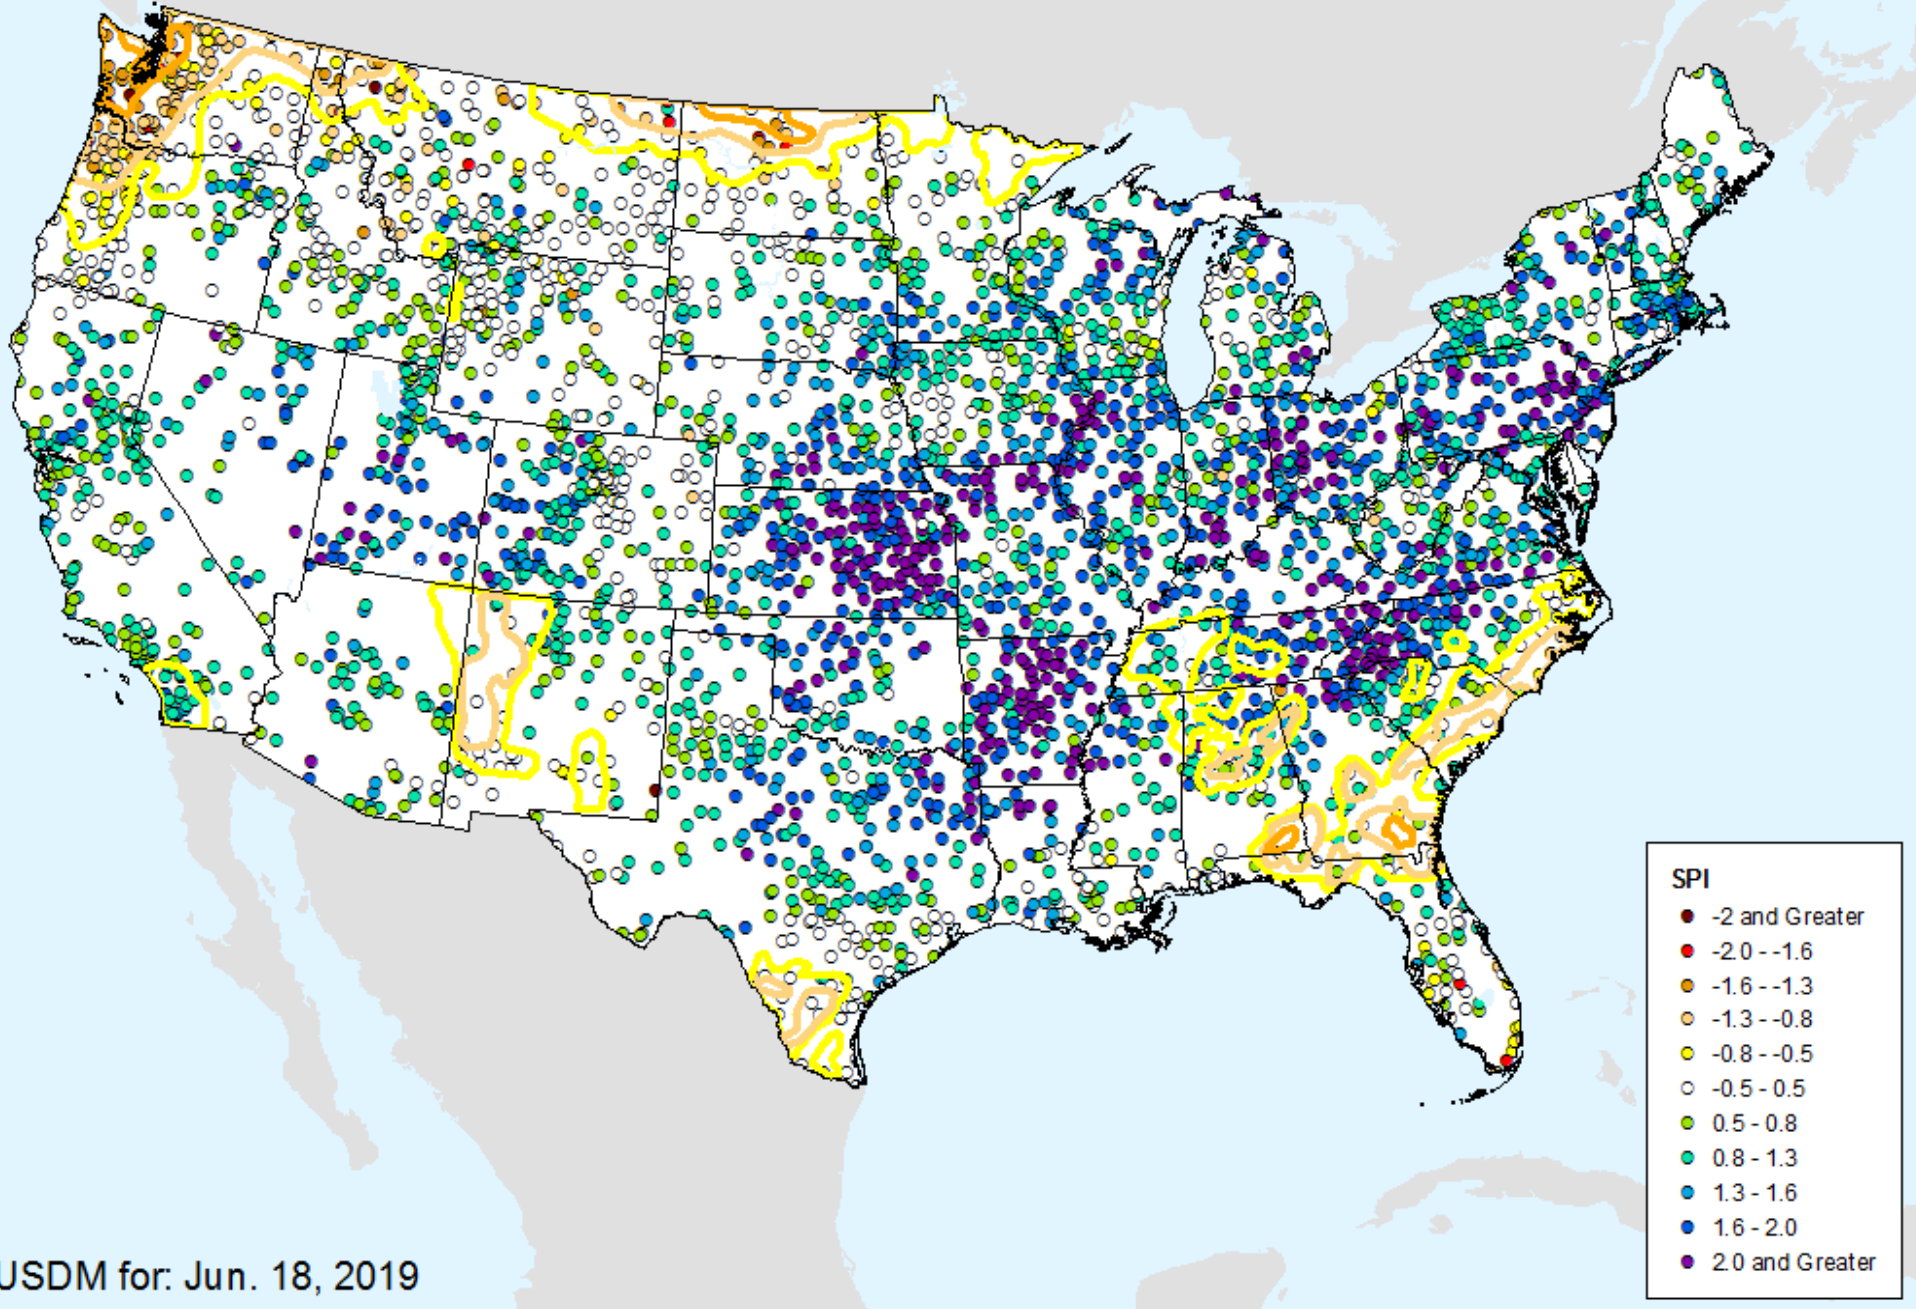 SPI
-2 and Greater
-2.0 - -1.6
-1.6 - -1.3
-1.3 - -0.8
-0.8 - -0.5
-0.5 - 0.5
0.5 - 0.8
0.8 - 1.3
1.3 - 1.6
1.6 - 2.0
2.0 and Greater
USDM for: Jun. 18, 2019